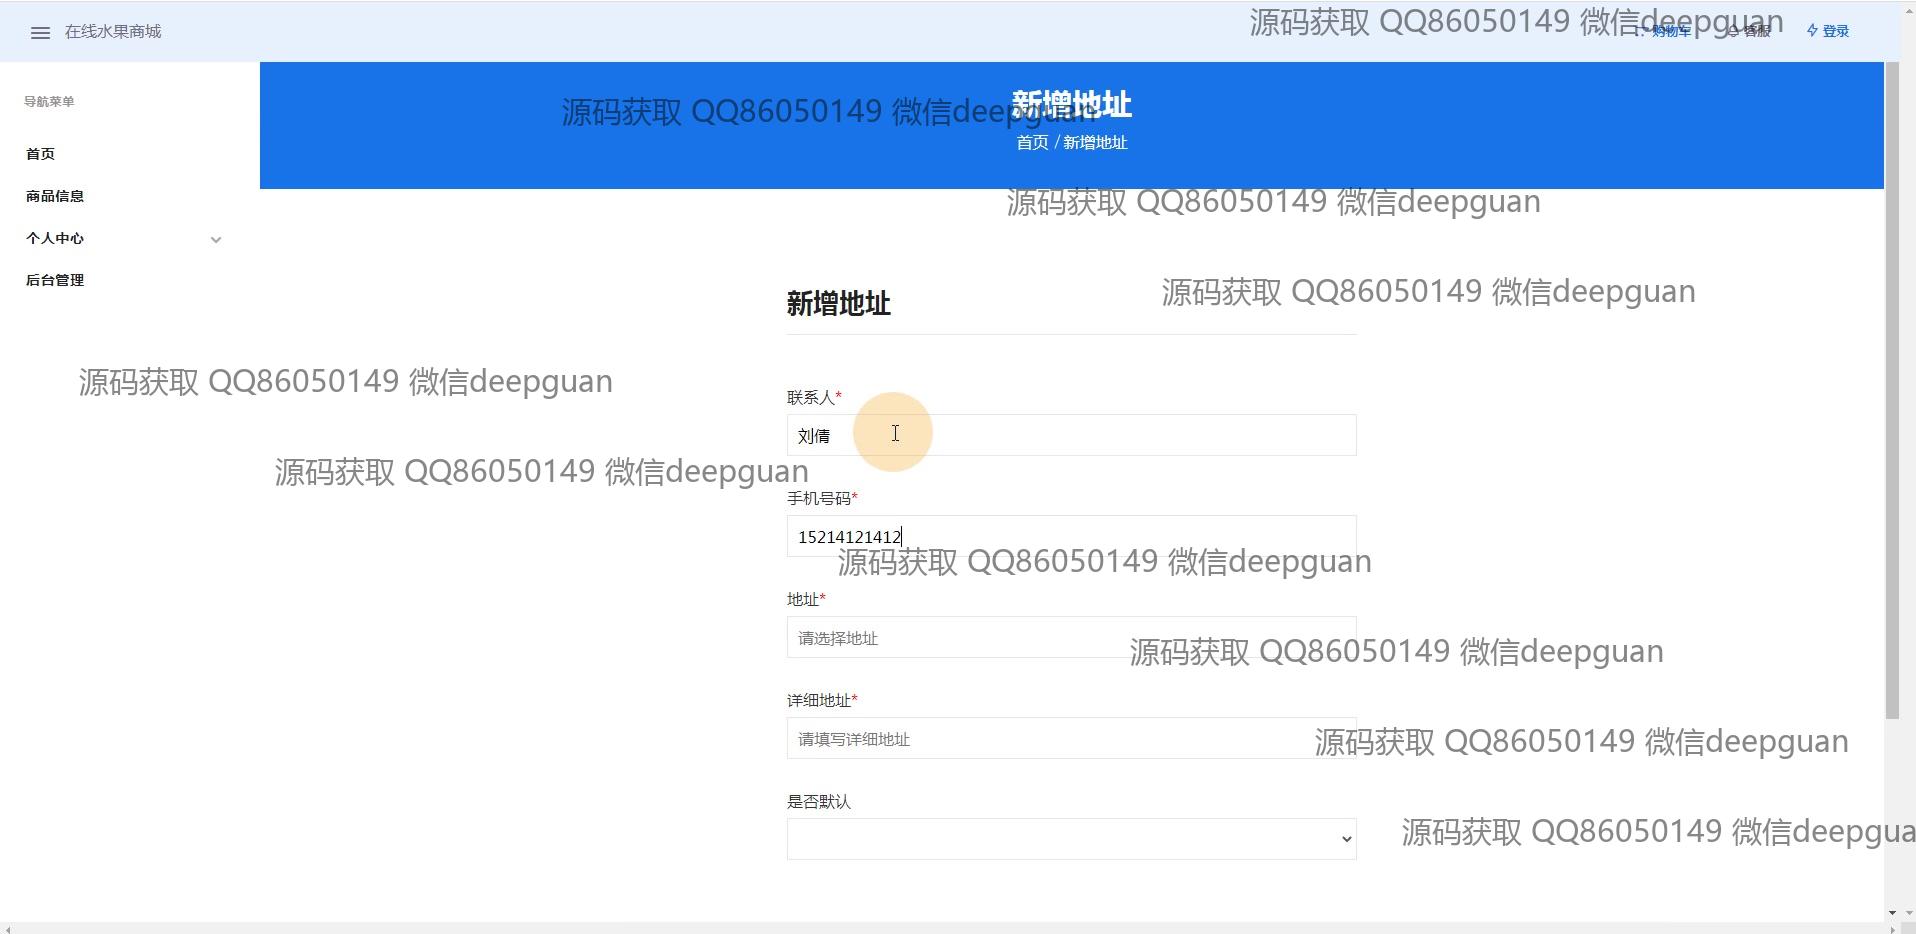 在线水果商城
源码获取 QQ86050149 微信deepguan
购物车
客服
登录
导航菜单
新增地址
源码获取 QQ86050149 微信deepguan
首页 / 新增地址
首页
源码获取 QQ86050149 微信deepguan
商品信息
个人中心
后台管理
源码获取 QQ86050149 微信deepguan
新增地址
源码获取 QQ86050149 微信deepguan
联系人*
刘倩
源码获取 QQ86050149 微信deepguan
手机号码*
15214121412
源码获取 QQ86050149 微信deepguan
地址*
请选择地址
源码获取 QQ86050149 微信deepguan
详细地址*
请填写详细地址
源码获取 QQ86050149 微信deepguan
是否默认
源码获取 QQ86050149 微信deepgua